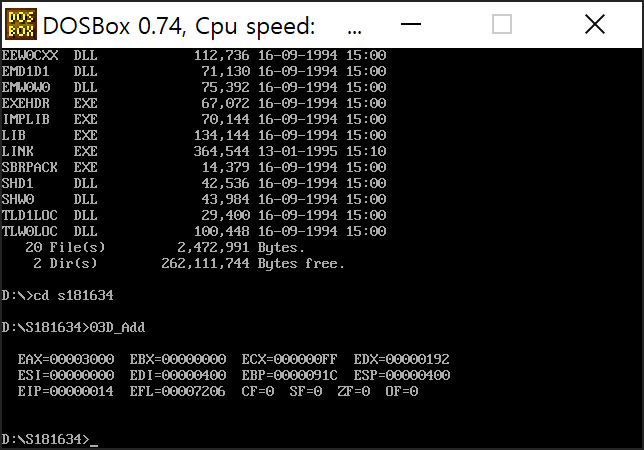 DOS
BOX
DOSBox 0.74, Cpu speed: ...
EEW0CXX DLL 112,736 16-09-1994 15:00
EMD1D1 DLL 71,130 16-09-1994 15:00
EMW0W0 DLL 75,392 16-09-1994 15:00
EXEHDR EXE 67,072 16-09-1994 15:00
IMPLIB EXE 70,144 16-09-1994 15:00
LIB EXE 134,144 16-09-1994 15:00
LINK EXE 364,544 13-01-1995 15:10
SBRPACK EXE 14,379 16-09-1994 15:00
SHD1 DLL 42,536 16-09-1994 15:00
SHW0 DLL 43,984 16-09-1994 15:00
TLD1LOC DLL 29,400 16-09-1994 15:00
TLW0LOC DLL 100,448 16-09-1994 15:00
20 File(s) 2,472,991 Bytes.
2 Dir(s) 262,111,744 Bytes free.
D:\>cd s181634
D:\S181634>03D_Add
EAX=00003000 EBX=00000000 ECX=000000FF EDX=00000192
ESI=00000000 EDI=00000400 EBP=0000091C ESP=00000400
EIP=00000014 EFL=00007206 CF=0 SF=0 ZF=0 OF=0
D:\S181634>_